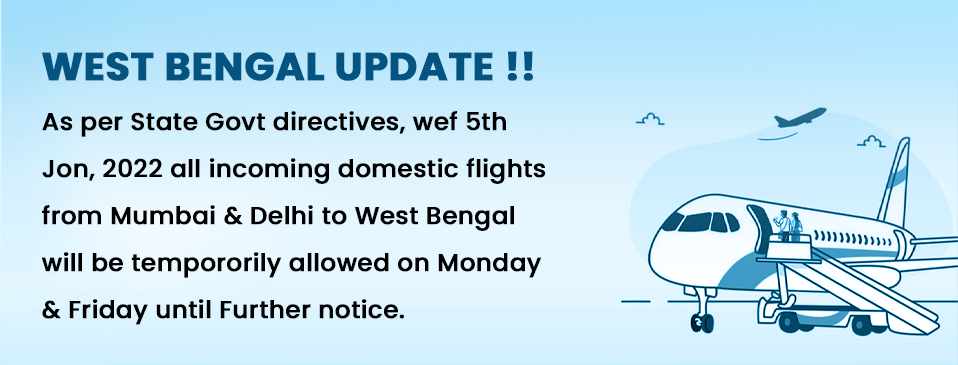 WEST BENGAL UPDATE !!
As per State Govt directives, wef 5th
Jon, 2022 all incoming domestic flights
from Mumbai & Delhi to West Bengal
will be tempororily allowed on Monday
& Friday until Further notice.